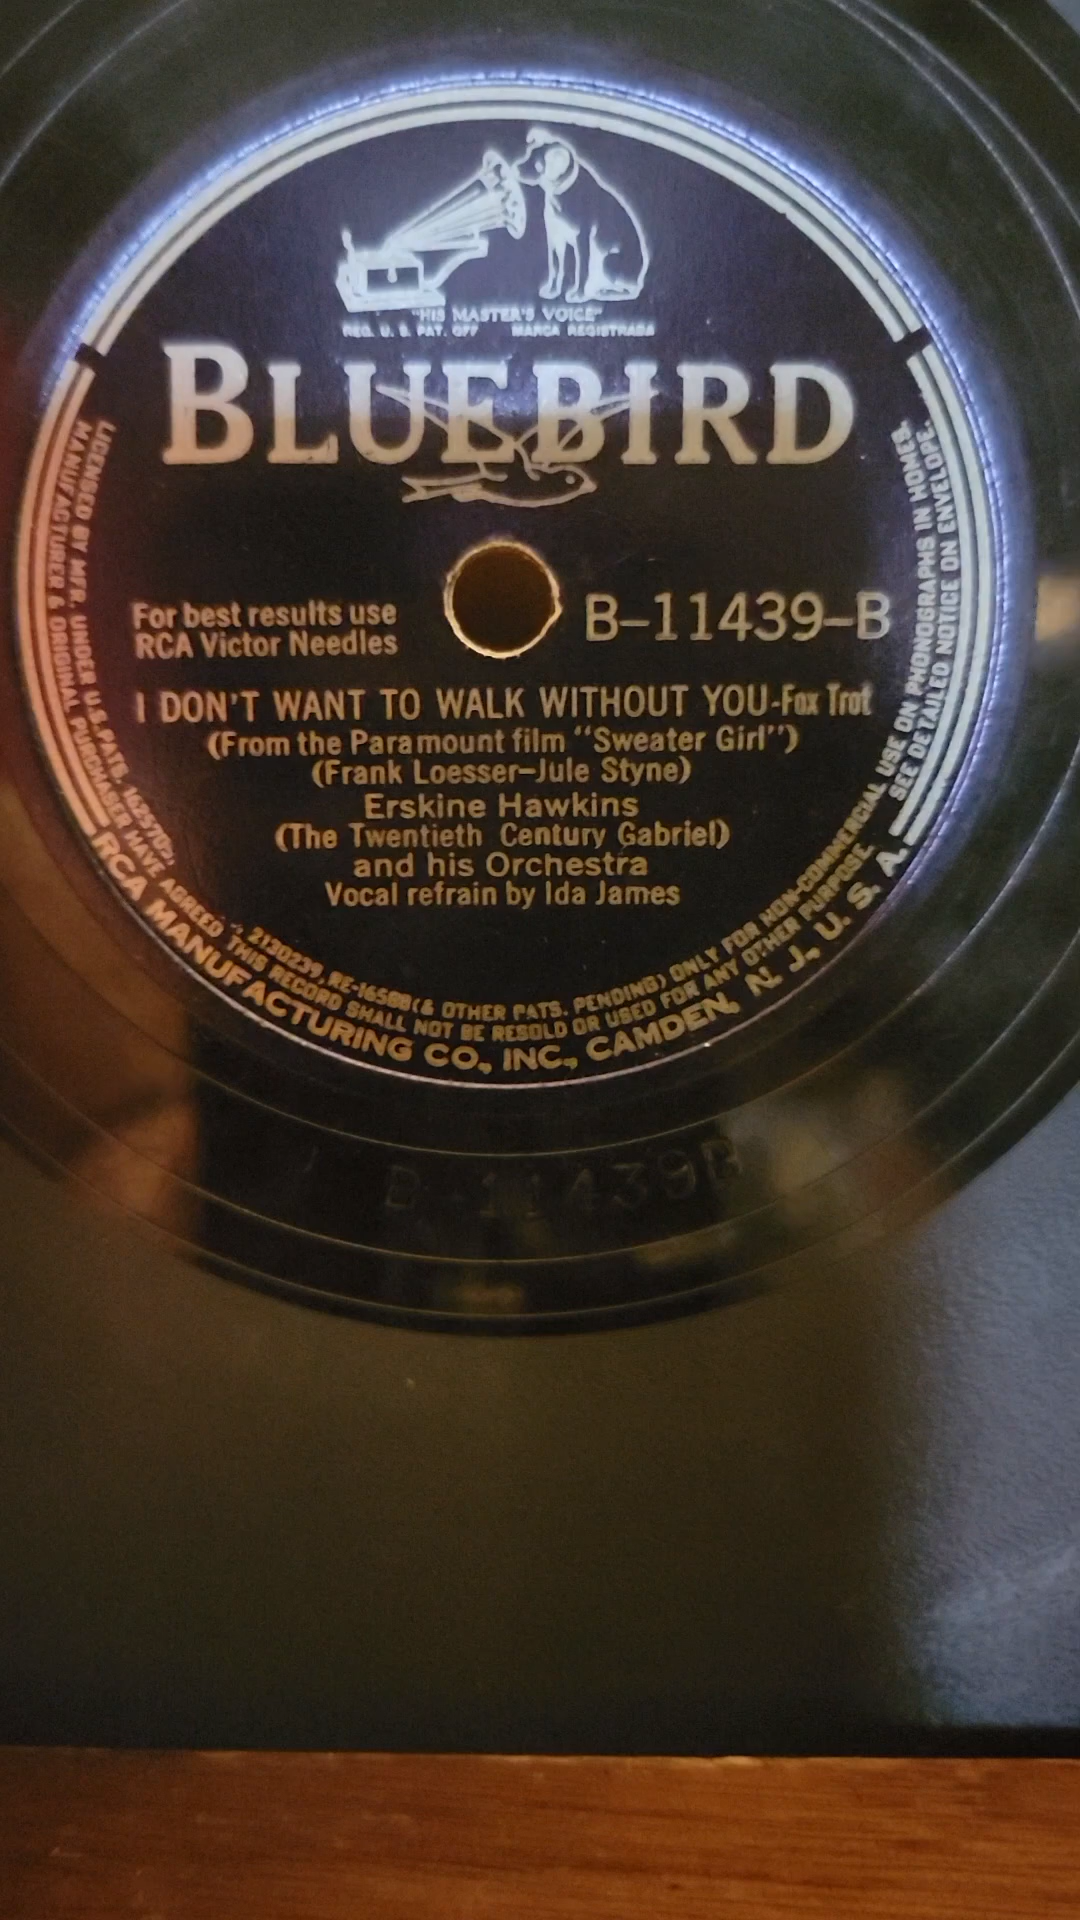 "HIS MASTER'S VOICE"
REG. U. S. PAT. OFF MARCA REGISTRADA
BLUEBIRD
For best results use
RCA Victor Needles
B-11439-B
I DON'T WANT TO WALK WITHOUT YOU-Fox Trot
(From the Paramount film "Sweater Girl")
(Frank Loesser-Jule Styne)
Erskine Hawkins
(The Twentieth Century Gabriel)
and his Orchestra
Vocal refrain by Ida James
LICENSED BY MFR. UNDER U.S. PATS. 1637070, 2130239, RE-16588 (& OTHER PATS. PENDING) ONLY FOR NON-COMMERCIAL USE ON PHONOGRAPHS IN HOMES.
MANUFACTURER & ORIGINAL PURCHASER HAVE AGREED THIS RECORD SHALL NOT BE RESOLD OR USED FOR ANY OTHER PURPOSE SEE DETAILED NOTICE ON ENVELOPE.
RCA MANUFACTURING CO., INC., CAMDEN, N. J., U. S. A.
B-11439B